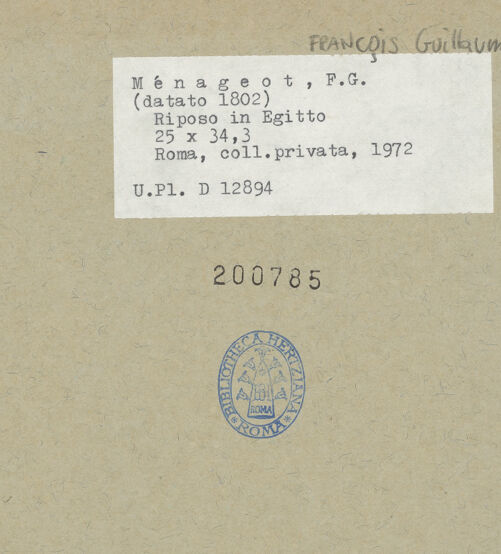 FRANÇOIS Guillaum
Ménageot, F.G.
(datato 1802)
Riposo in Egitto
25 x 34,3
Roma, coll.privata, 1972
U.Pl. D 12894
200785
BIBLIOTHECA HERTZIANA
ROMA
* ROMA *